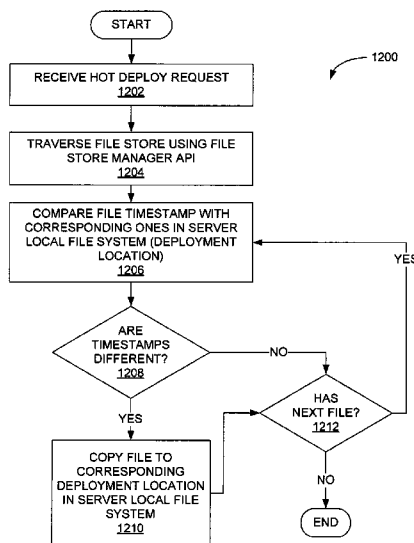 START
1200
RECEIVE HOT DEPLOY REQUEST
1202
TRAVERSE FILE STORE USING FILE
STORE MANAGER API
1204
COMPARE FILE TIMESTAMP WITH
CORRESPONDING ONES IN SERVER
LOCAL FILE SYSTEM (DEPLOYMENT
LOCATION)
1206
YES
ARE
TIMESTAMPS
DIFFERENT?
1208
NO
HAS
NEXT FILE?
1212
YES
COPY FILE TO
CORRESPONDING
DEPLOYMENT LOCATION
IN SERVER LOCAL FILE
SYSTEM
1210
NO
END